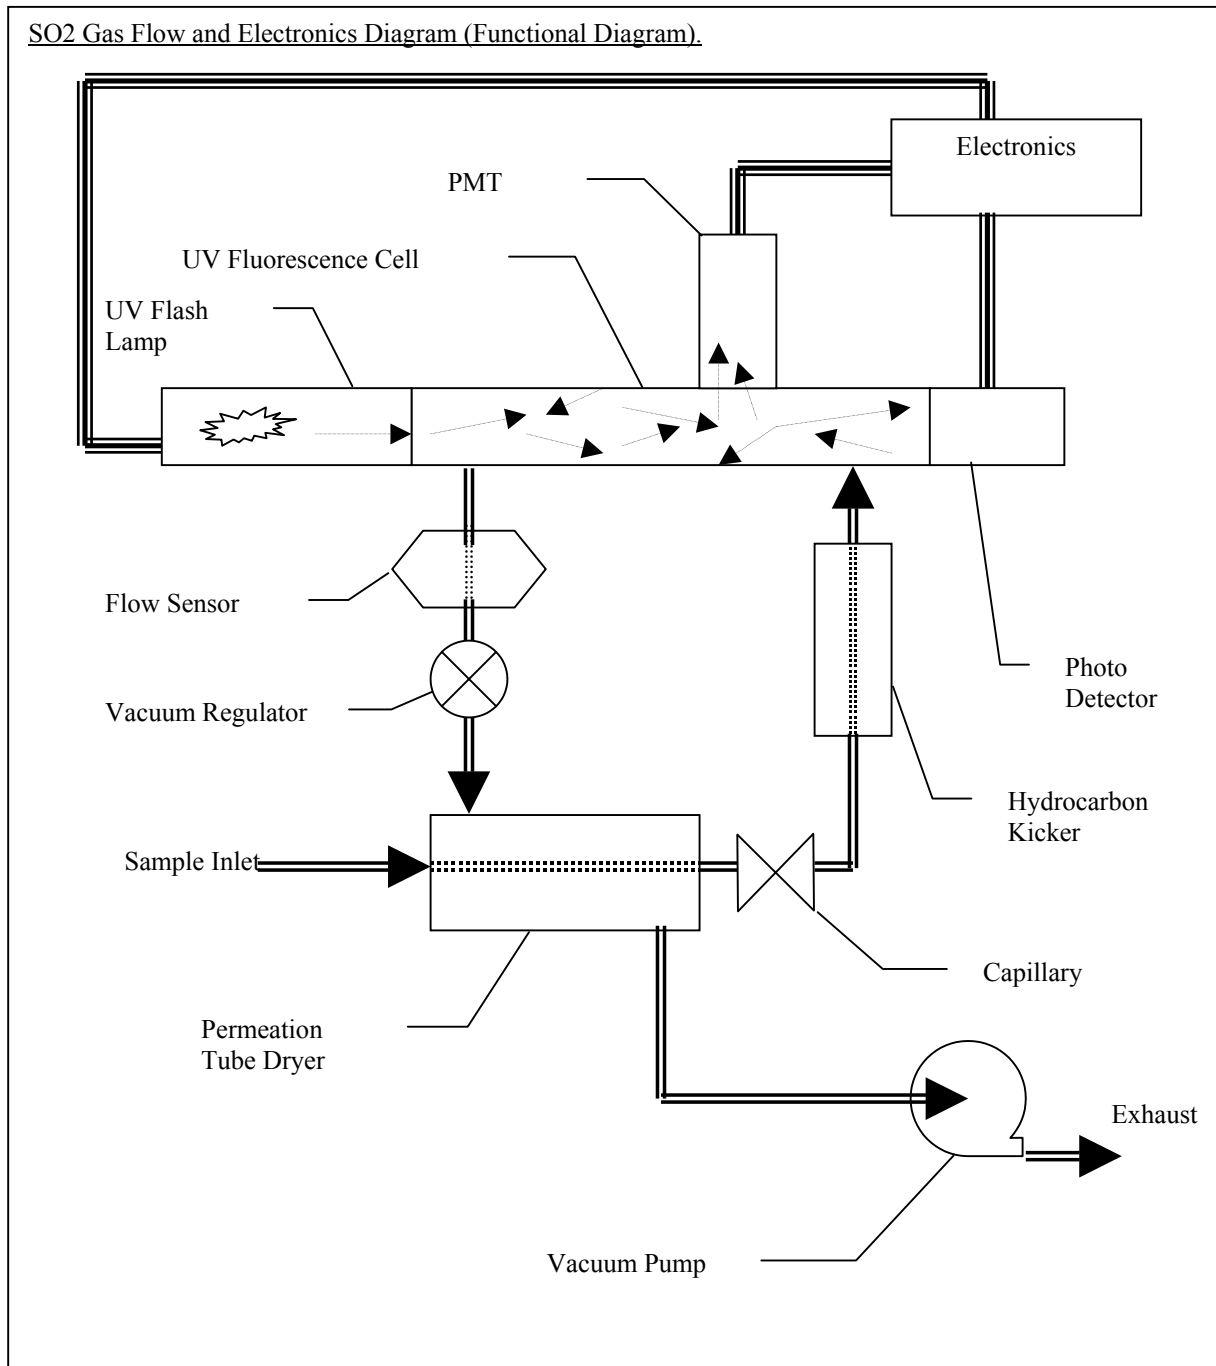 SO2 Gas Flow and Electronics Diagram (Functional Diagram).
Electronics
PMT
UV Fluorescence Cell
UV Flash
Lamp
Flow Sensor
Photo
Detector
Vacuum Regulator
Hydrocarbon
Kicker
Sample Inlet
Capillary
Permeation
Tube Dryer
Exhaust
Vacuum Pump